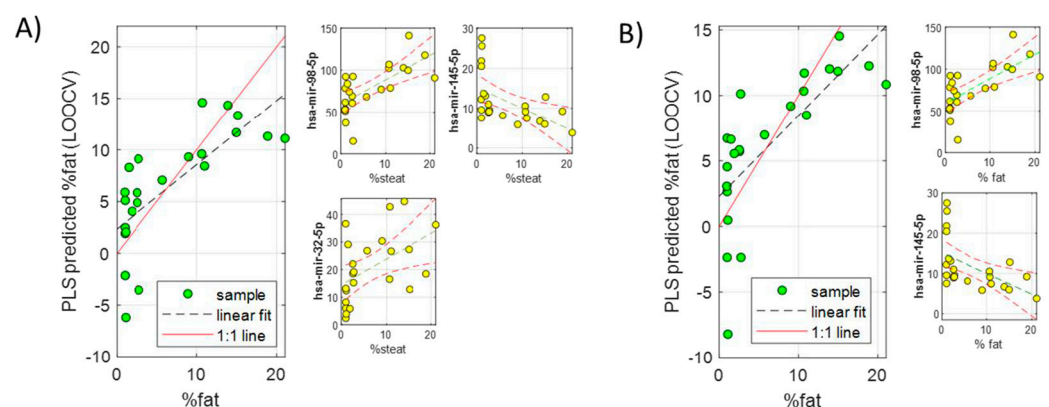 A)
PLS predicted %fat (LOOCV)
20
15
10
5
0
-5
-10
sample
linear fit
1:1 line
0
10
20
%fat
hsa-mir-98-5p
150
100
50
0
0
10
20
%steat
hsa-mir-145-5p
30
20
10
0
0
10
20
%steat
hsa-mir-32-5p
40
30
20
10
0
0
10
20
%steat
B)
PLS predicted %fat (LOOCV)
15
10
5
0
-5
-10
sample
linear fit
1:1 line
0
10
20
%fat
hsa-mir-98-5p
150
100
50
0
0
10
20
% fat
hsa-mir-145-5p
30
20
10
0
0
10
20
% fat